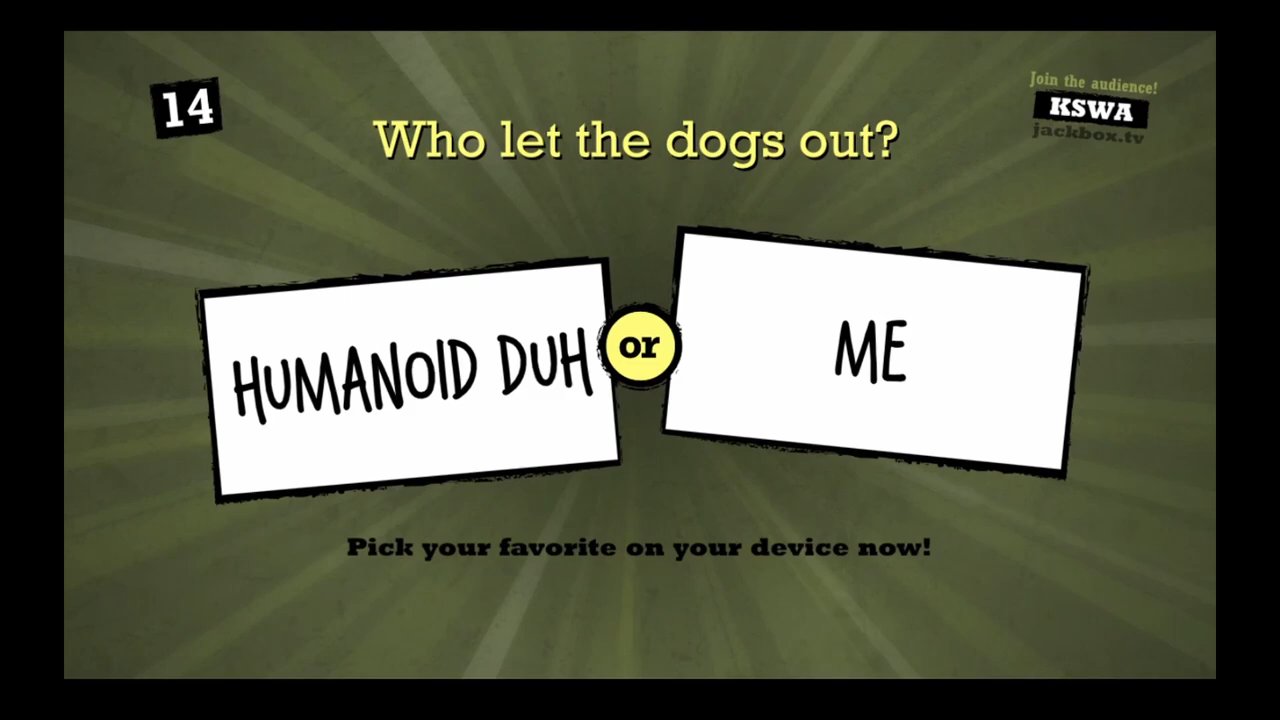 14
Join the audience!
KSWA
jackbox.tv
Who let the dogs out?
HUMANOID DUH
or
ME
Pick your favorite on your device now!